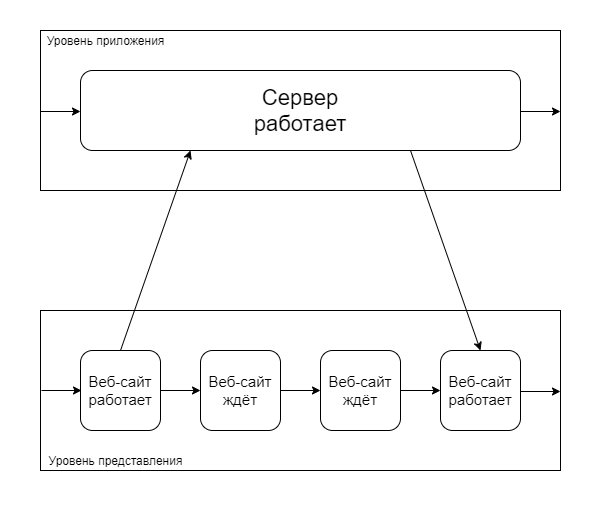 Уровень приложения
Сервер
работает
Веб-сайт
работает
Веб-сайт
ждёт
Веб-сайт
ждёт
Веб-сайт
работает
Уровень представления